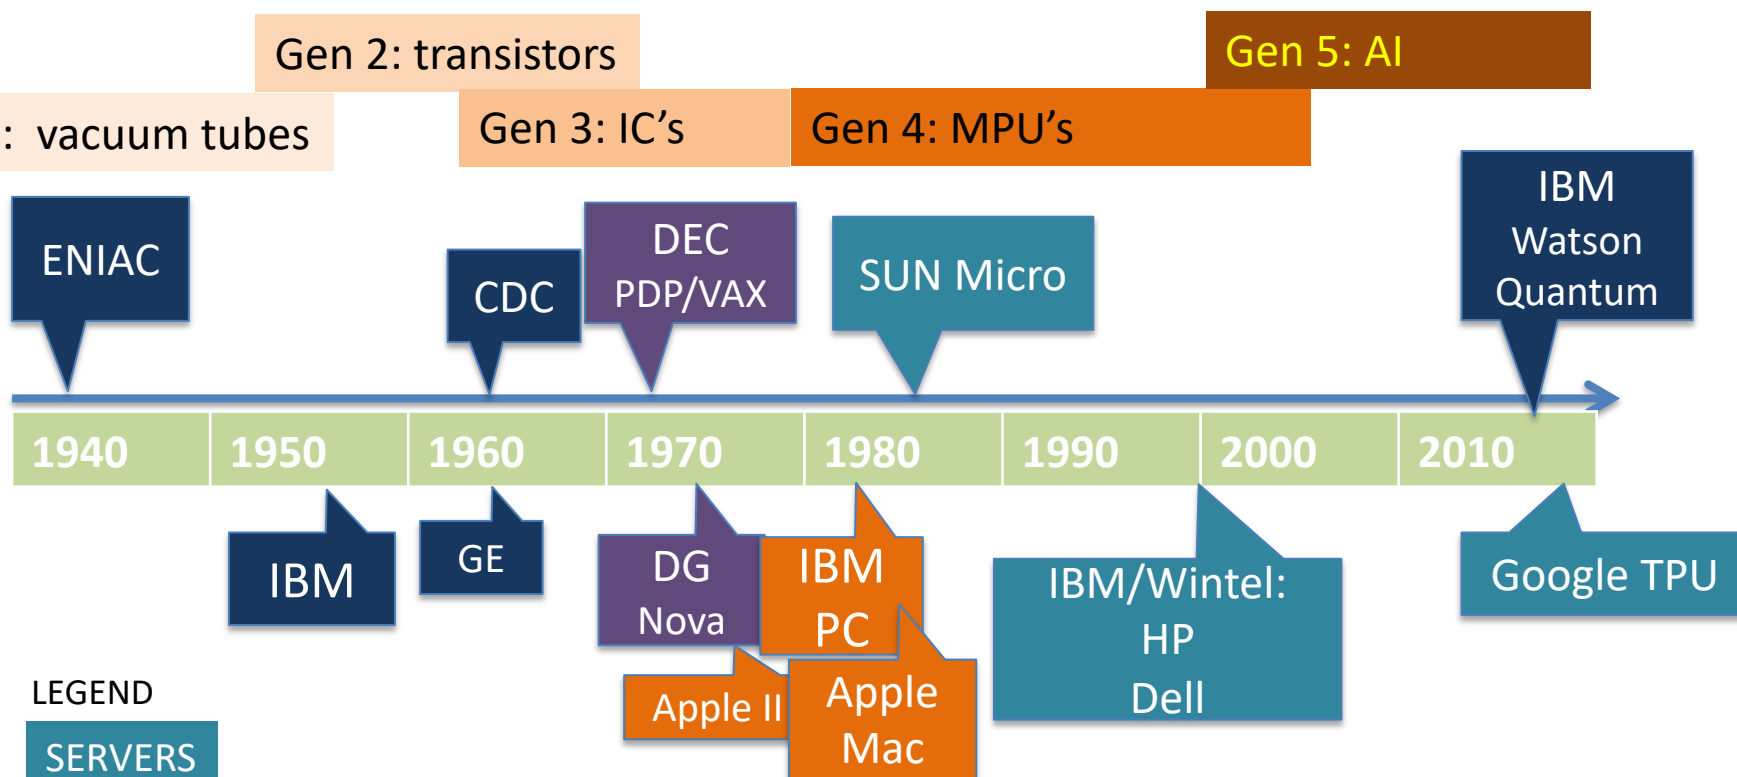 Gen 2: transistors
Gen 5: AI
: vacuum tubes
Gen 3: IC’s
Gen 4: MPU’s
ENIAC
CDC
DEC
PDP/VAX
SUN Micro
IBM
Watson
Quantum
1940 1950 1960 1970 1980 1990 2000 2010
IBM
GE
DG
Nova
IBM
PC
IBM/Wintel:
HP
Dell
Google TPU
Apple II
Apple
Mac
LEGEND
SERVERS